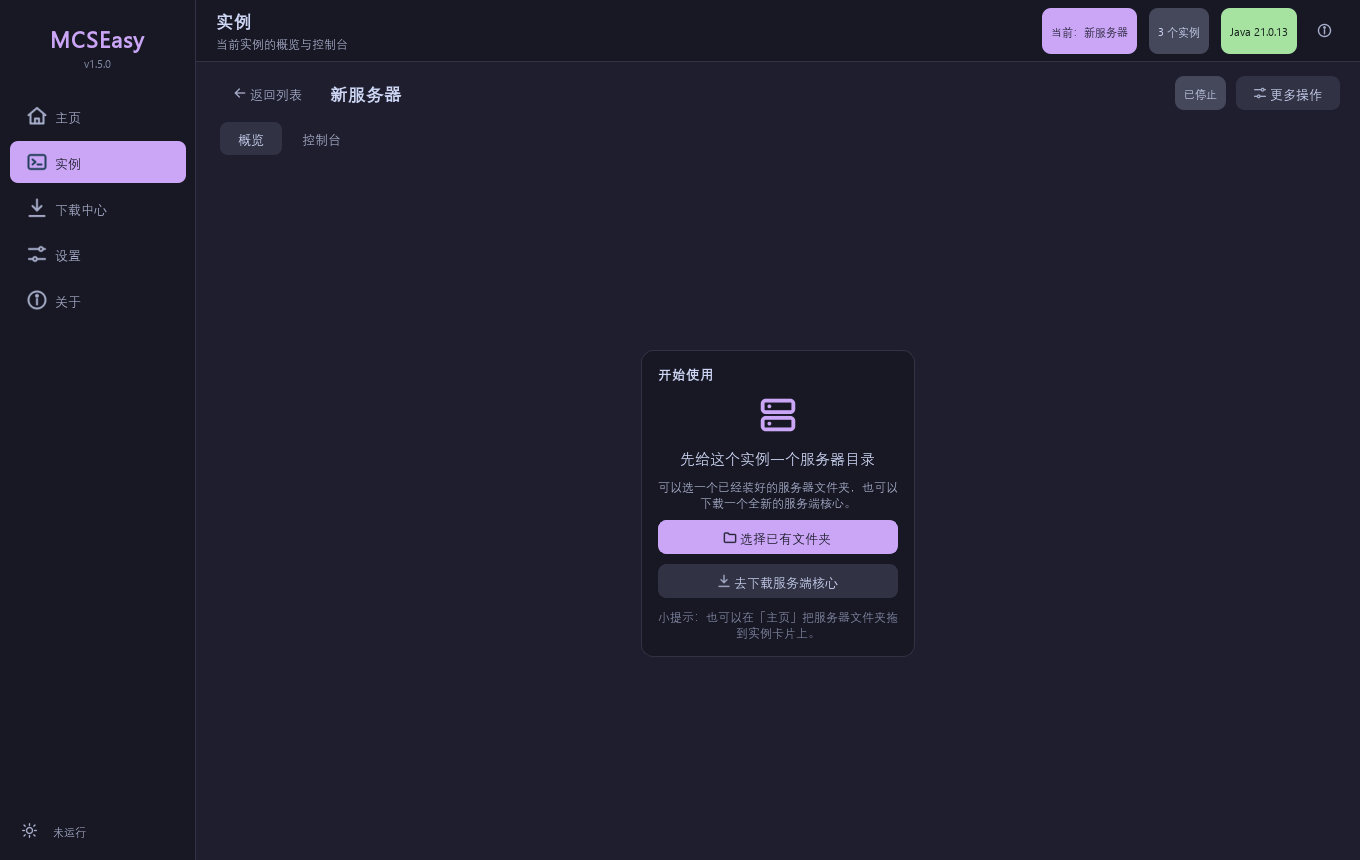 MCSEasy
v1.5.0
主页
实例
下载中心
设置
关于
未运行
实例
当前实例的概览与控制台
当前：新服务器
3 个实例
Java 21.0.13
返回列表
新服务器
已停止
更多操作
概览
控制台
开始使用
先给这个实例一个服务器目录
可以选一个已经装好的服务器文件夹，也可以
下载一个全新的服务端核心。
选择已有文件夹
去下载服务端核心
小提示：也可以在「主页」把服务器文件夹拖
到实例卡片上。